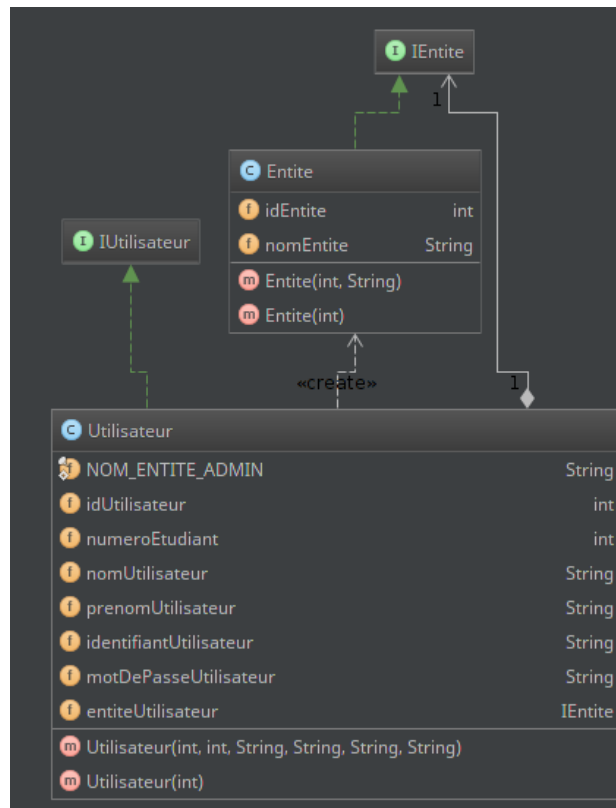 IEntite
1
Entite
idEntite int
nomEntite String
Entite(int, String)
Entite(int)
IUtilisateur
«create»
1
Utilisateur
NOM_ENTITE_ADMIN String
idUtilisateur int
numeroEtudiant int
nomUtilisateur String
prenomUtilisateur String
identifiantUtilisateur String
motDePasseUtilisateur String
entiteUtilisateur IEntite
Utilisateur(int, int, String, String, String, String)
Utilisateur(int)